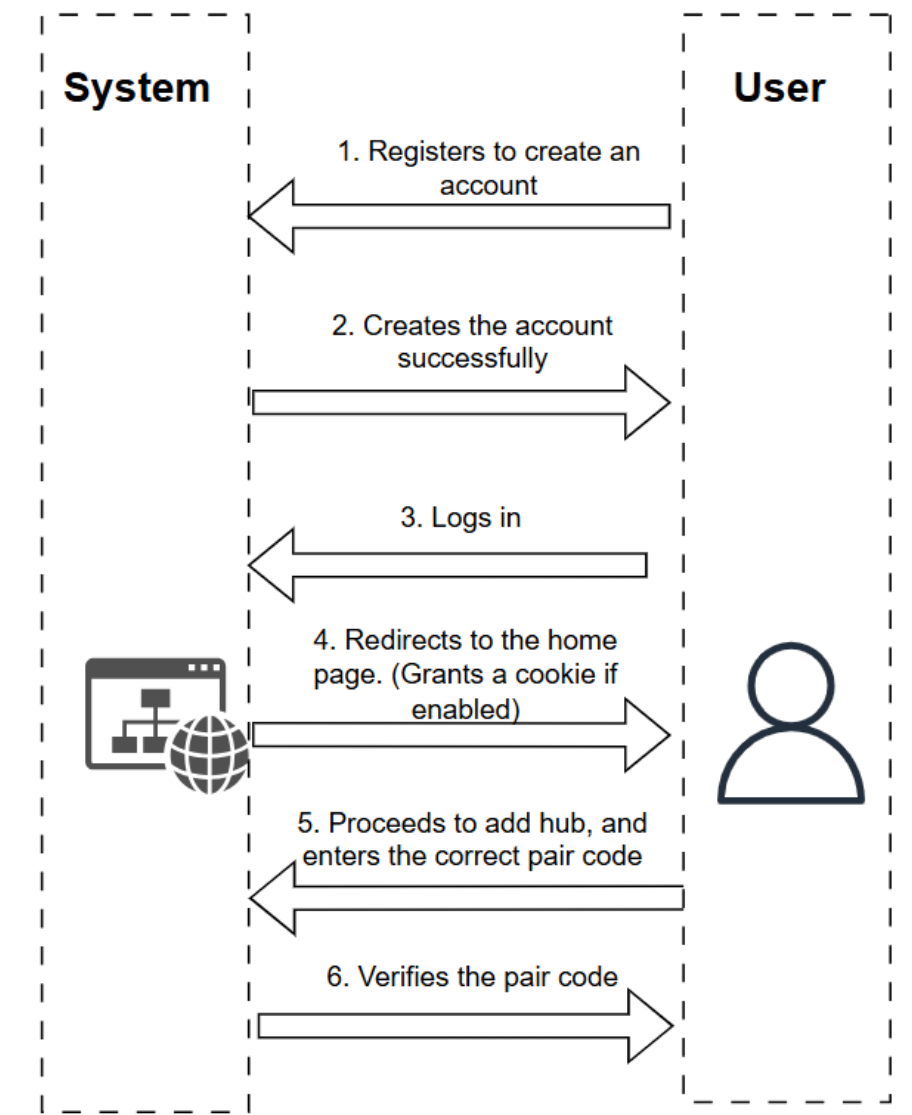 System
User
1. Registers to create an
account
2. Creates the account
successfully
3. Logs in
4. Redirects to the home
page. (Grants a cookie if
enabled)
5. Proceeds to add hub, and
enters the correct pair code
6. Verifies the pair code